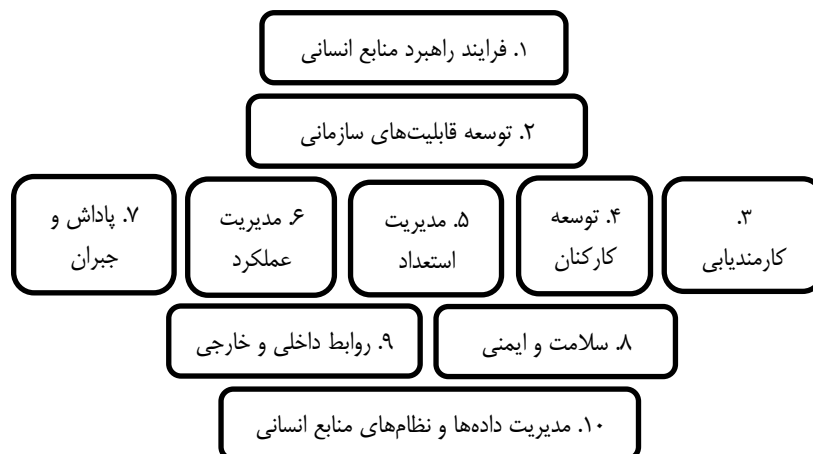 ۱. فرایند راهبرد منابع انسانی
۲. توسعه قابلیت‌های سازمانی
۳.
کارمندیابی
۴. توسعه
کارکنان
۵. مدیریت
استعداد
۶. مدیریت
عملکرد
۷. پاداش و
جبران
۸. سلامت و ایمنی
۹. روابط داخلی و خارجی
۱۰. مدیریت داده‌ها و نظام‌های منابع انسانی